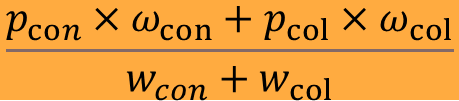 p_con × ω_con + p_col × ω_col
w_con + w_col